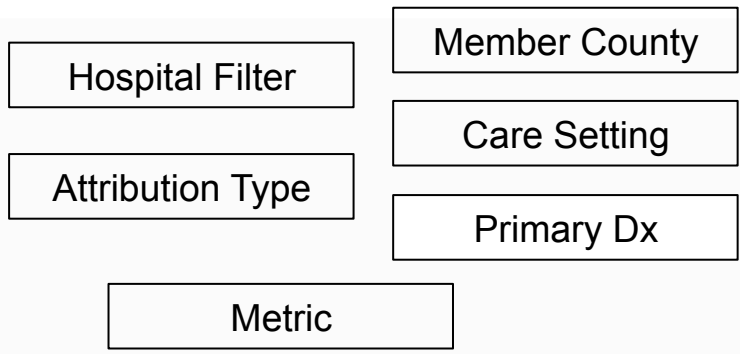 Hospital Filter
Attribution Type
Member County
Care Setting
Primary Dx
Metric